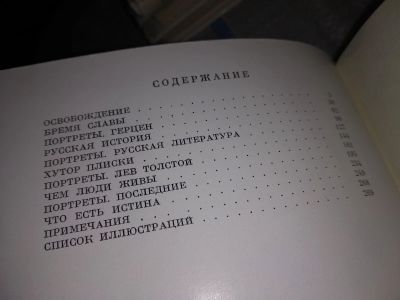 СОДЕРЖАНИЕ
ОСВОБОЖДЕНИЕ
БРЕМЯ СЛАВЫ
ПОРТРЕТЫ. ГЕРЦЕН
РУССКАЯ ИСТОРИЯ
ПОРТРЕТЫ. РУССКАЯ ЛИТЕРАТУРА
ХУТОР ПЛИСКИ
ПОРТРЕТЫ. ЛЕВ ТОЛСТОЙ
ЧЕМ ЛЮДИ ЖИВЫ
ПОРТРЕТЫ. ПОСЛЕДНИЕ
ЧТО ЕСТЬ ИСТИНА
ПРИМЕЧАНИЯ
СПИСОК ИЛЛЮСТРАЦИЙ